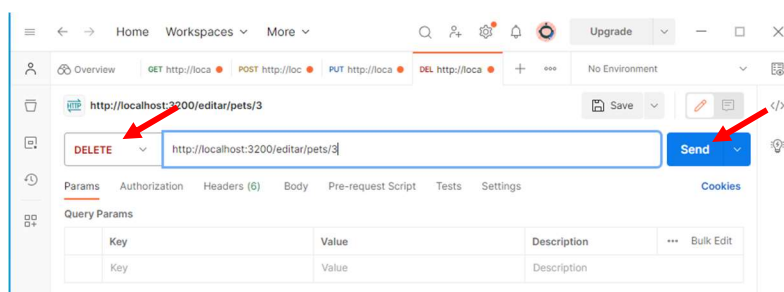 Home Workspaces More Upgrade
Overview GET http://loca POST http://loc PUT http://loca DEL http://loca No Environment
HTTP http://localhost:3200/editar/pets/3 Save
DELETE http://localhost:3200/editar/pets/3 Send
Params Authorization Headers (6) Body Pre-request Script Tests Settings Cookies
Query Params
Key Value Description Bulk Edit
Key Value Description